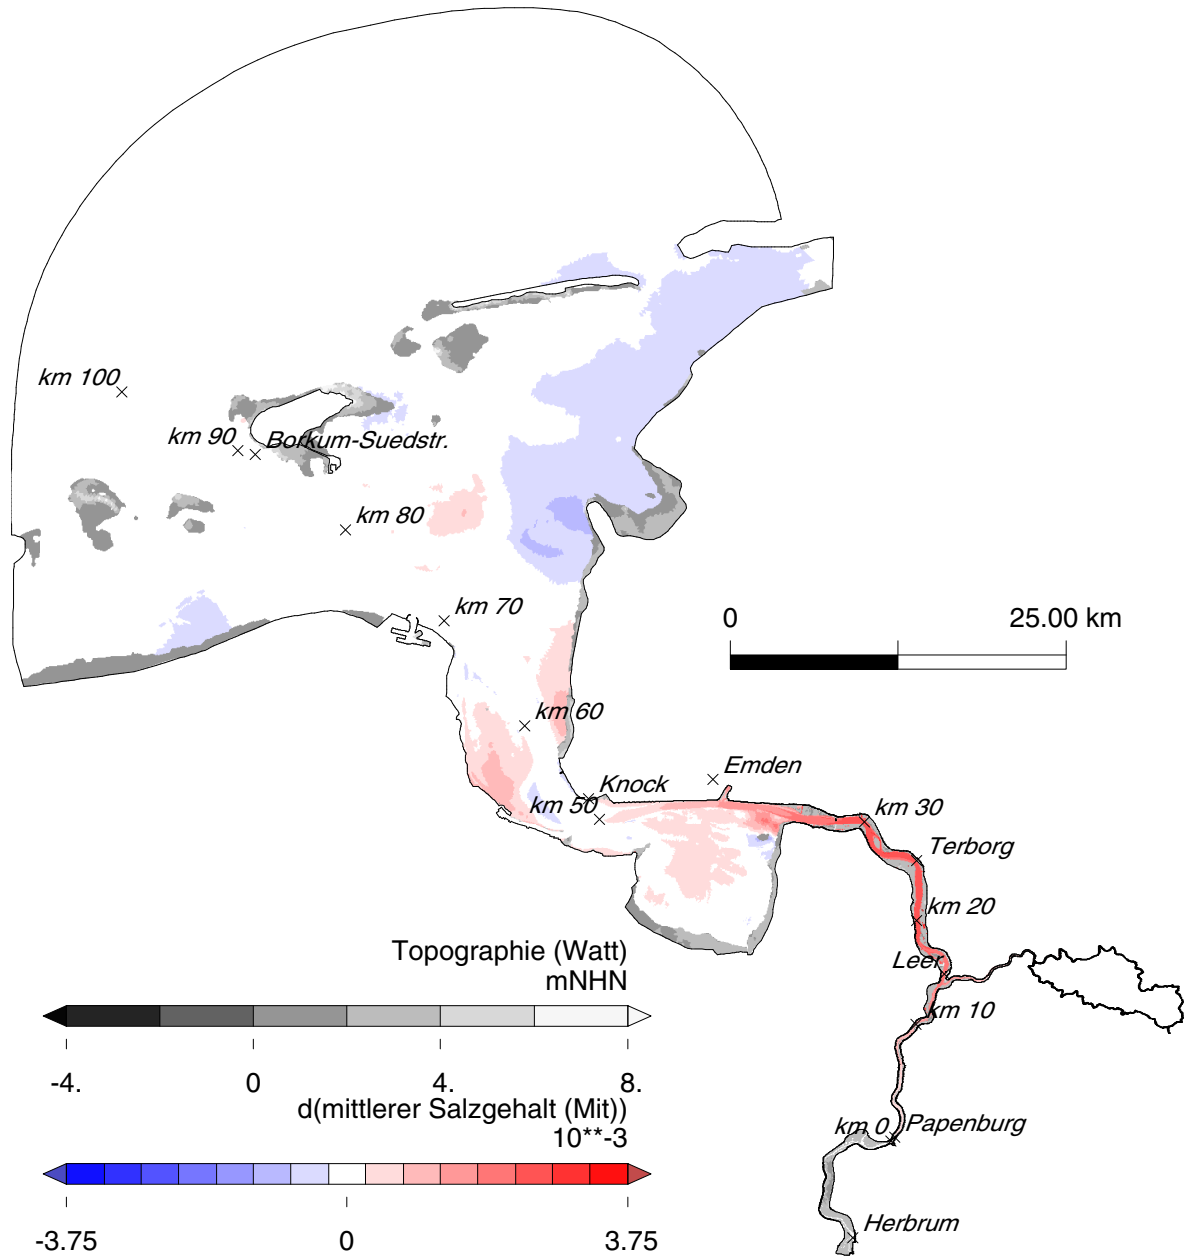 km 100
km 90
Borkum-Suedstr.
km 80
km 70
0
25.00 km
km 60
Knock
Emden
km 50
km 30
Terborg
km 20
Leer
km 10
Topographie (Watt)
mNHN
-4.
0
4.
8.
d(mittlerer Salzgehalt (Mit))
10**-3
km 0
Papenburg
Herbrum
-3.75
0
3.75